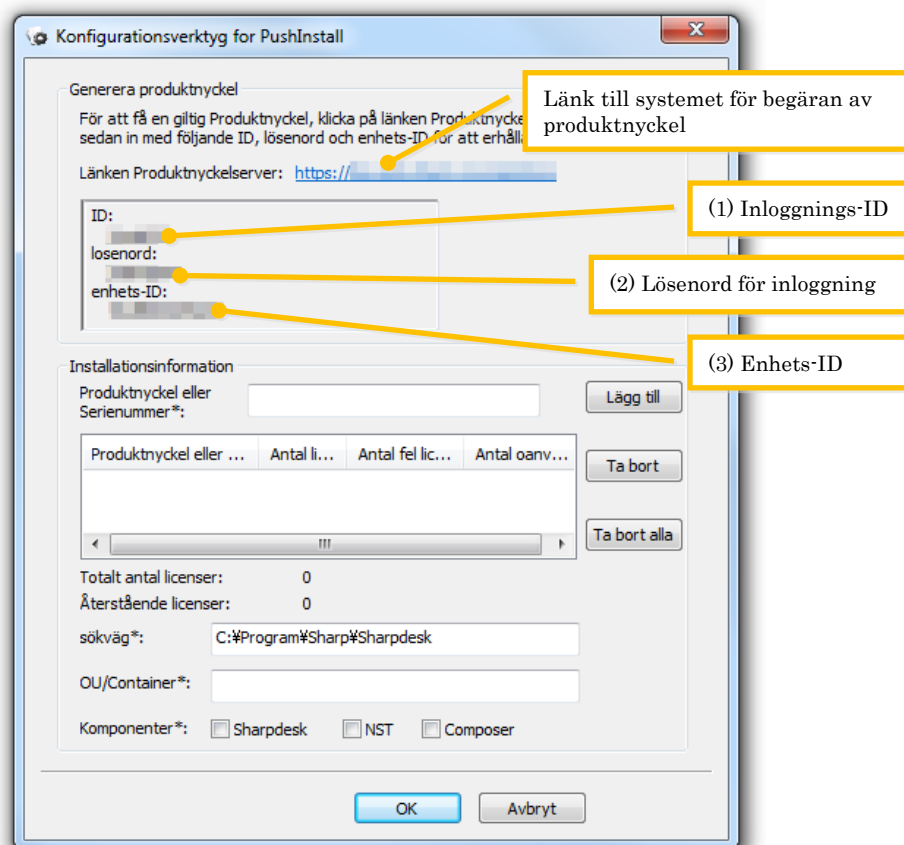 Konfigurationsverktyg for PushInstall
Generera produktnyckel
För att få en giltig Produktnyckel, klicka på länken Produktnycke
sedan in med följande ID, lösenord och enhets-ID för att erhåll
Länk till systemet för begäran av
produktnyckel
Länken Produktnyckelserver: https://
(1) Inloggnings-ID
ID:
losenord:
(2) Lösenord för inloggning
enhets-ID:
(3) Enhets-ID
Installationsinformation
Produktnyckel eller
Serienummer*:
Lägg till
Produktnyckel eller ... Antal li... Antal fel lic... Antal oanv...
Ta bort
Ta bort alla
Totalt antal licenser: 0
Återstående licenser: 0
sökväg*: C:¥Program¥Sharp¥Sharpdesk
OU/Container*:
Komponenter*: Sharpdesk NST Composer
OK Avbryt